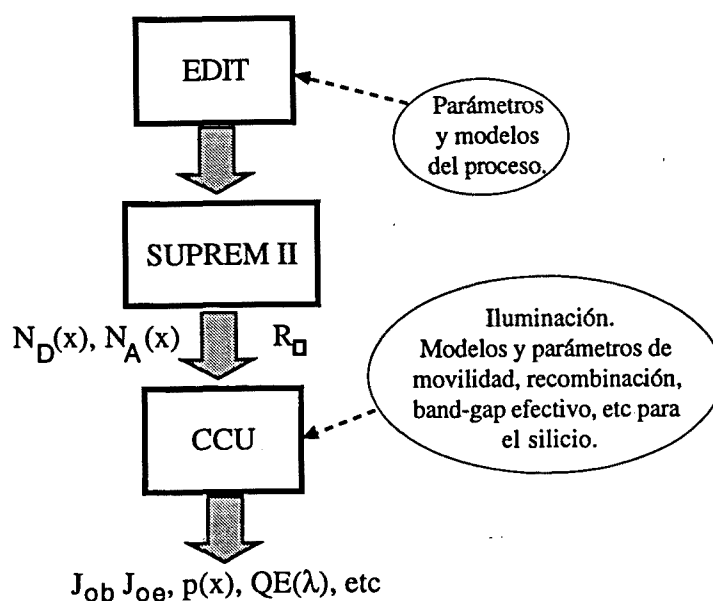 EDIT
Parámetros
y modelos
del proceso.
SUPREM II
N_D(x), N_A(x)
R□
Iluminación.
Modelos y parámetros de
movilidad, recombinación,
band-gap efectivo, etc para
el silicio.
CCU
J_ob J_oe, p(x), QE(λ), etc